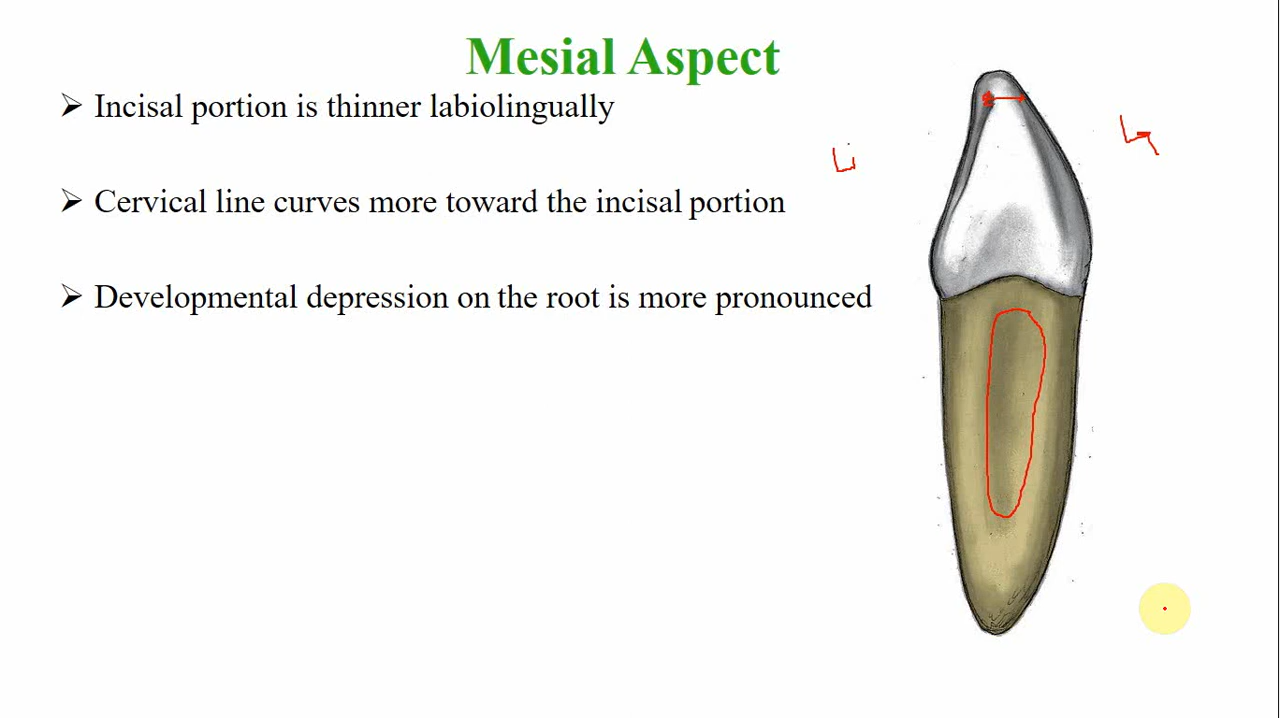 Mesial Aspect
➢ Incisal portion is thinner labiolingually
➢ Cervical line curves more toward the incisal portion
➢ Developmental depression on the root is more pronounced